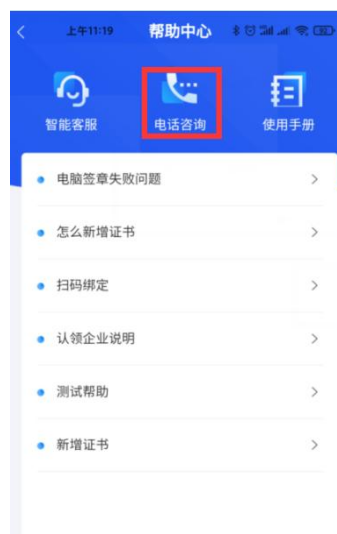 上午11:19
帮助中心
智能客服
电话咨询
使用手册
电脑签章失败问题
怎么新增证书
扫码绑定
认领企业说明
测试帮助
新增证书